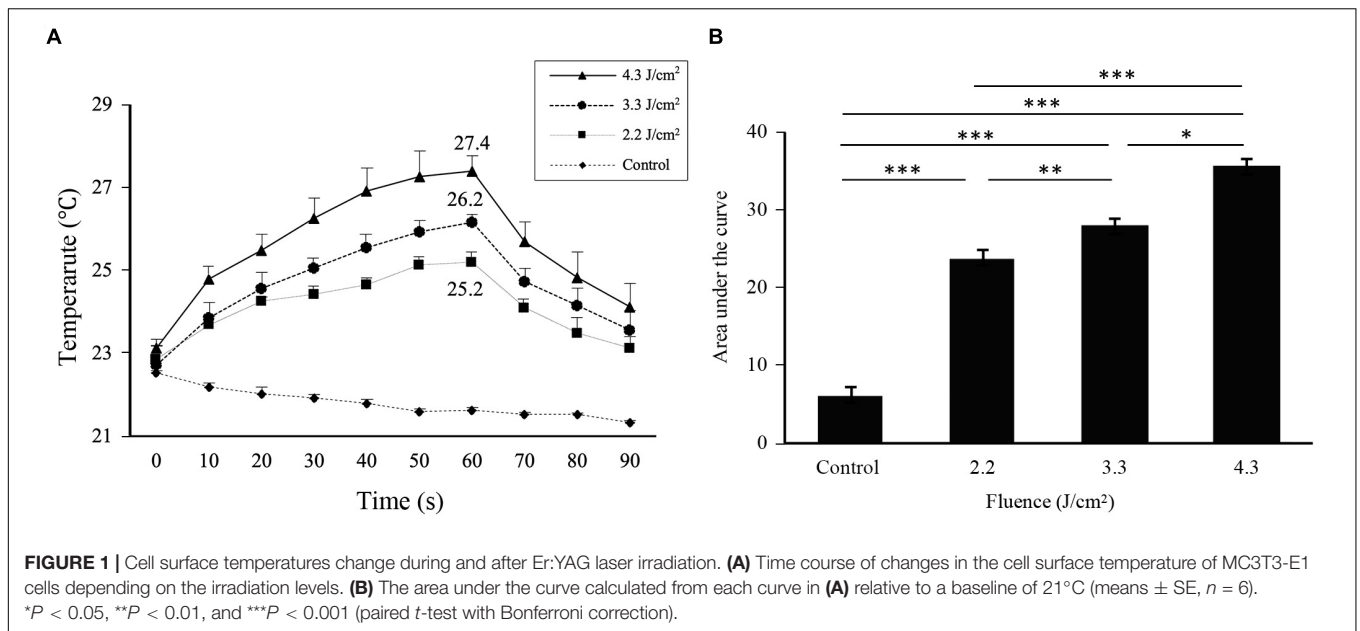 A
4.3 J/cm²
3.3 J/cm²
2.2 J/cm²
Control
29
27
25
23
21
Temperarute (°C)
27.4
26.2
25.2
0 10 20 30 40 50 60 70 80 90
Time (s)
B
***
***
***
*
***
**
40
30
20
10
0
Area under the curve
Control 2.2 3.3 4.3
Fluence (J/cm²)
FIGURE 1 | Cell surface temperatures change during and after Er:YAG laser irradiation. (A) Time course of changes in the cell surface temperature of MC3T3-E1
cells depending on the irradiation levels. (B) The area under the curve calculated from each curve in (A) relative to a baseline of 21°C (means ± SE, n = 6).
*P < 0.05, **P < 0.01, and ***P < 0.001 (paired t-test with Bonferroni correction).